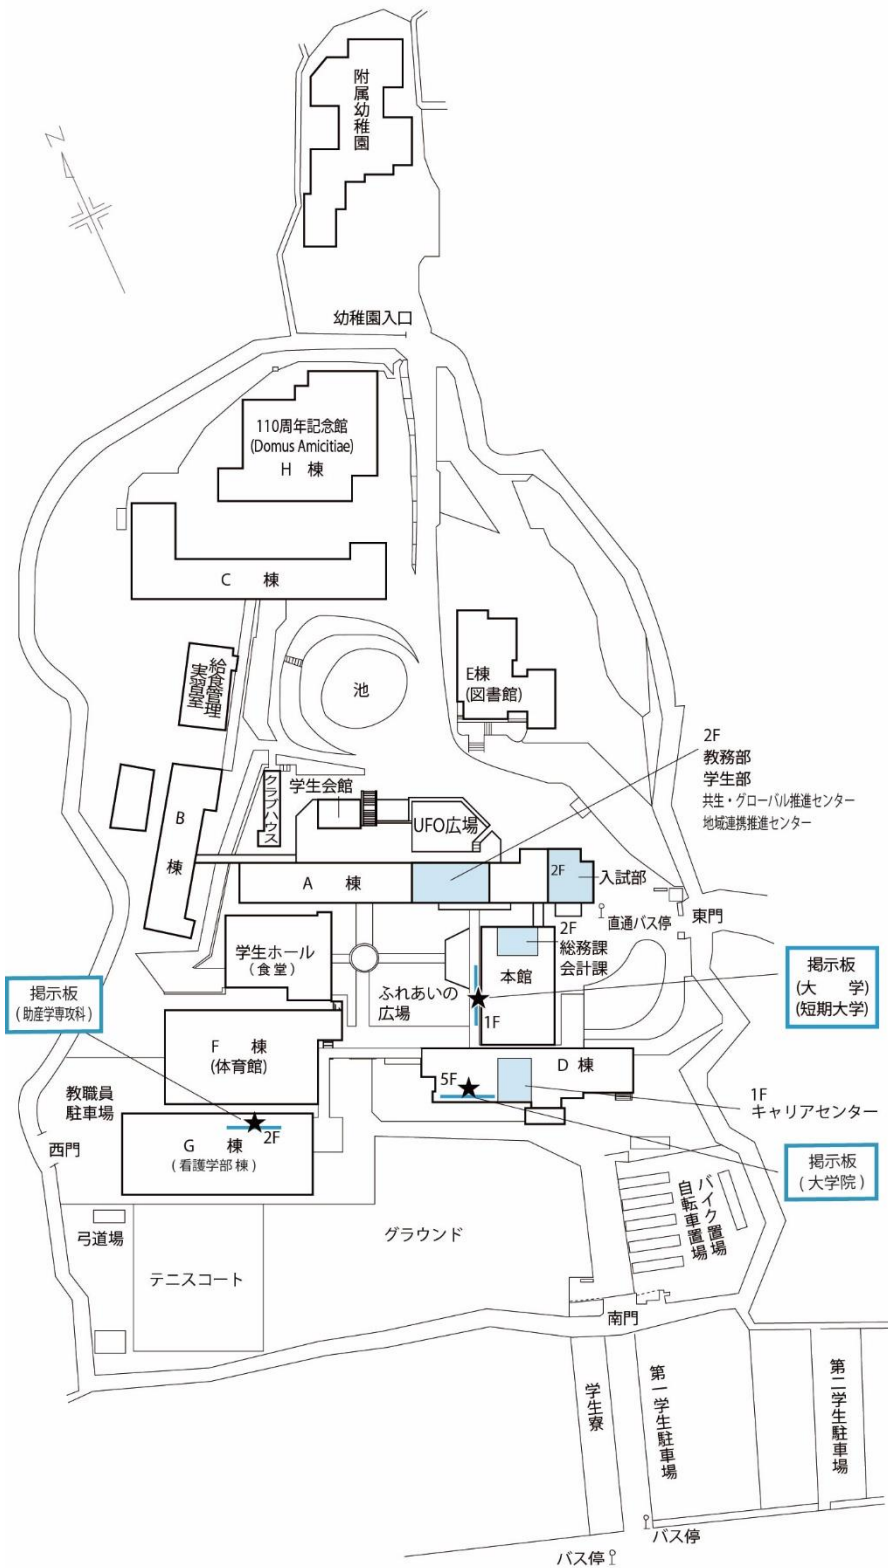 附属幼稚園
N
幼稚園入口
110周年記念館
(Domus Amicitiae)
H 棟
C 棟
給食管理
実習室
池
E棟
(図書館)
2F
教務部
学生部
共生・グローバル推進センター
地域連携推進センター
クラブハウス
学生会館
UFO広場
B 棟
A 棟
2F
入試部
直通バス停
東門
学生ホール
(食堂)
ふれあいの
広場
2F
総務課
会計課
本館
1F
掲示板
(大 学)
(短期大学)
掲示板
(助産学専攻科)
F 棟
(体育館)
D 棟
5F
1F
キャリアセンター
教職員
駐車場
西門
2F
G 棟
(看護学部棟)
掲示板
(大学院)
バイク置場
自転車置場
弓道場
テニスコート
グラウンド
南門
学生寮
第一学生駐車場
第二学生駐車場
バス停
バス停